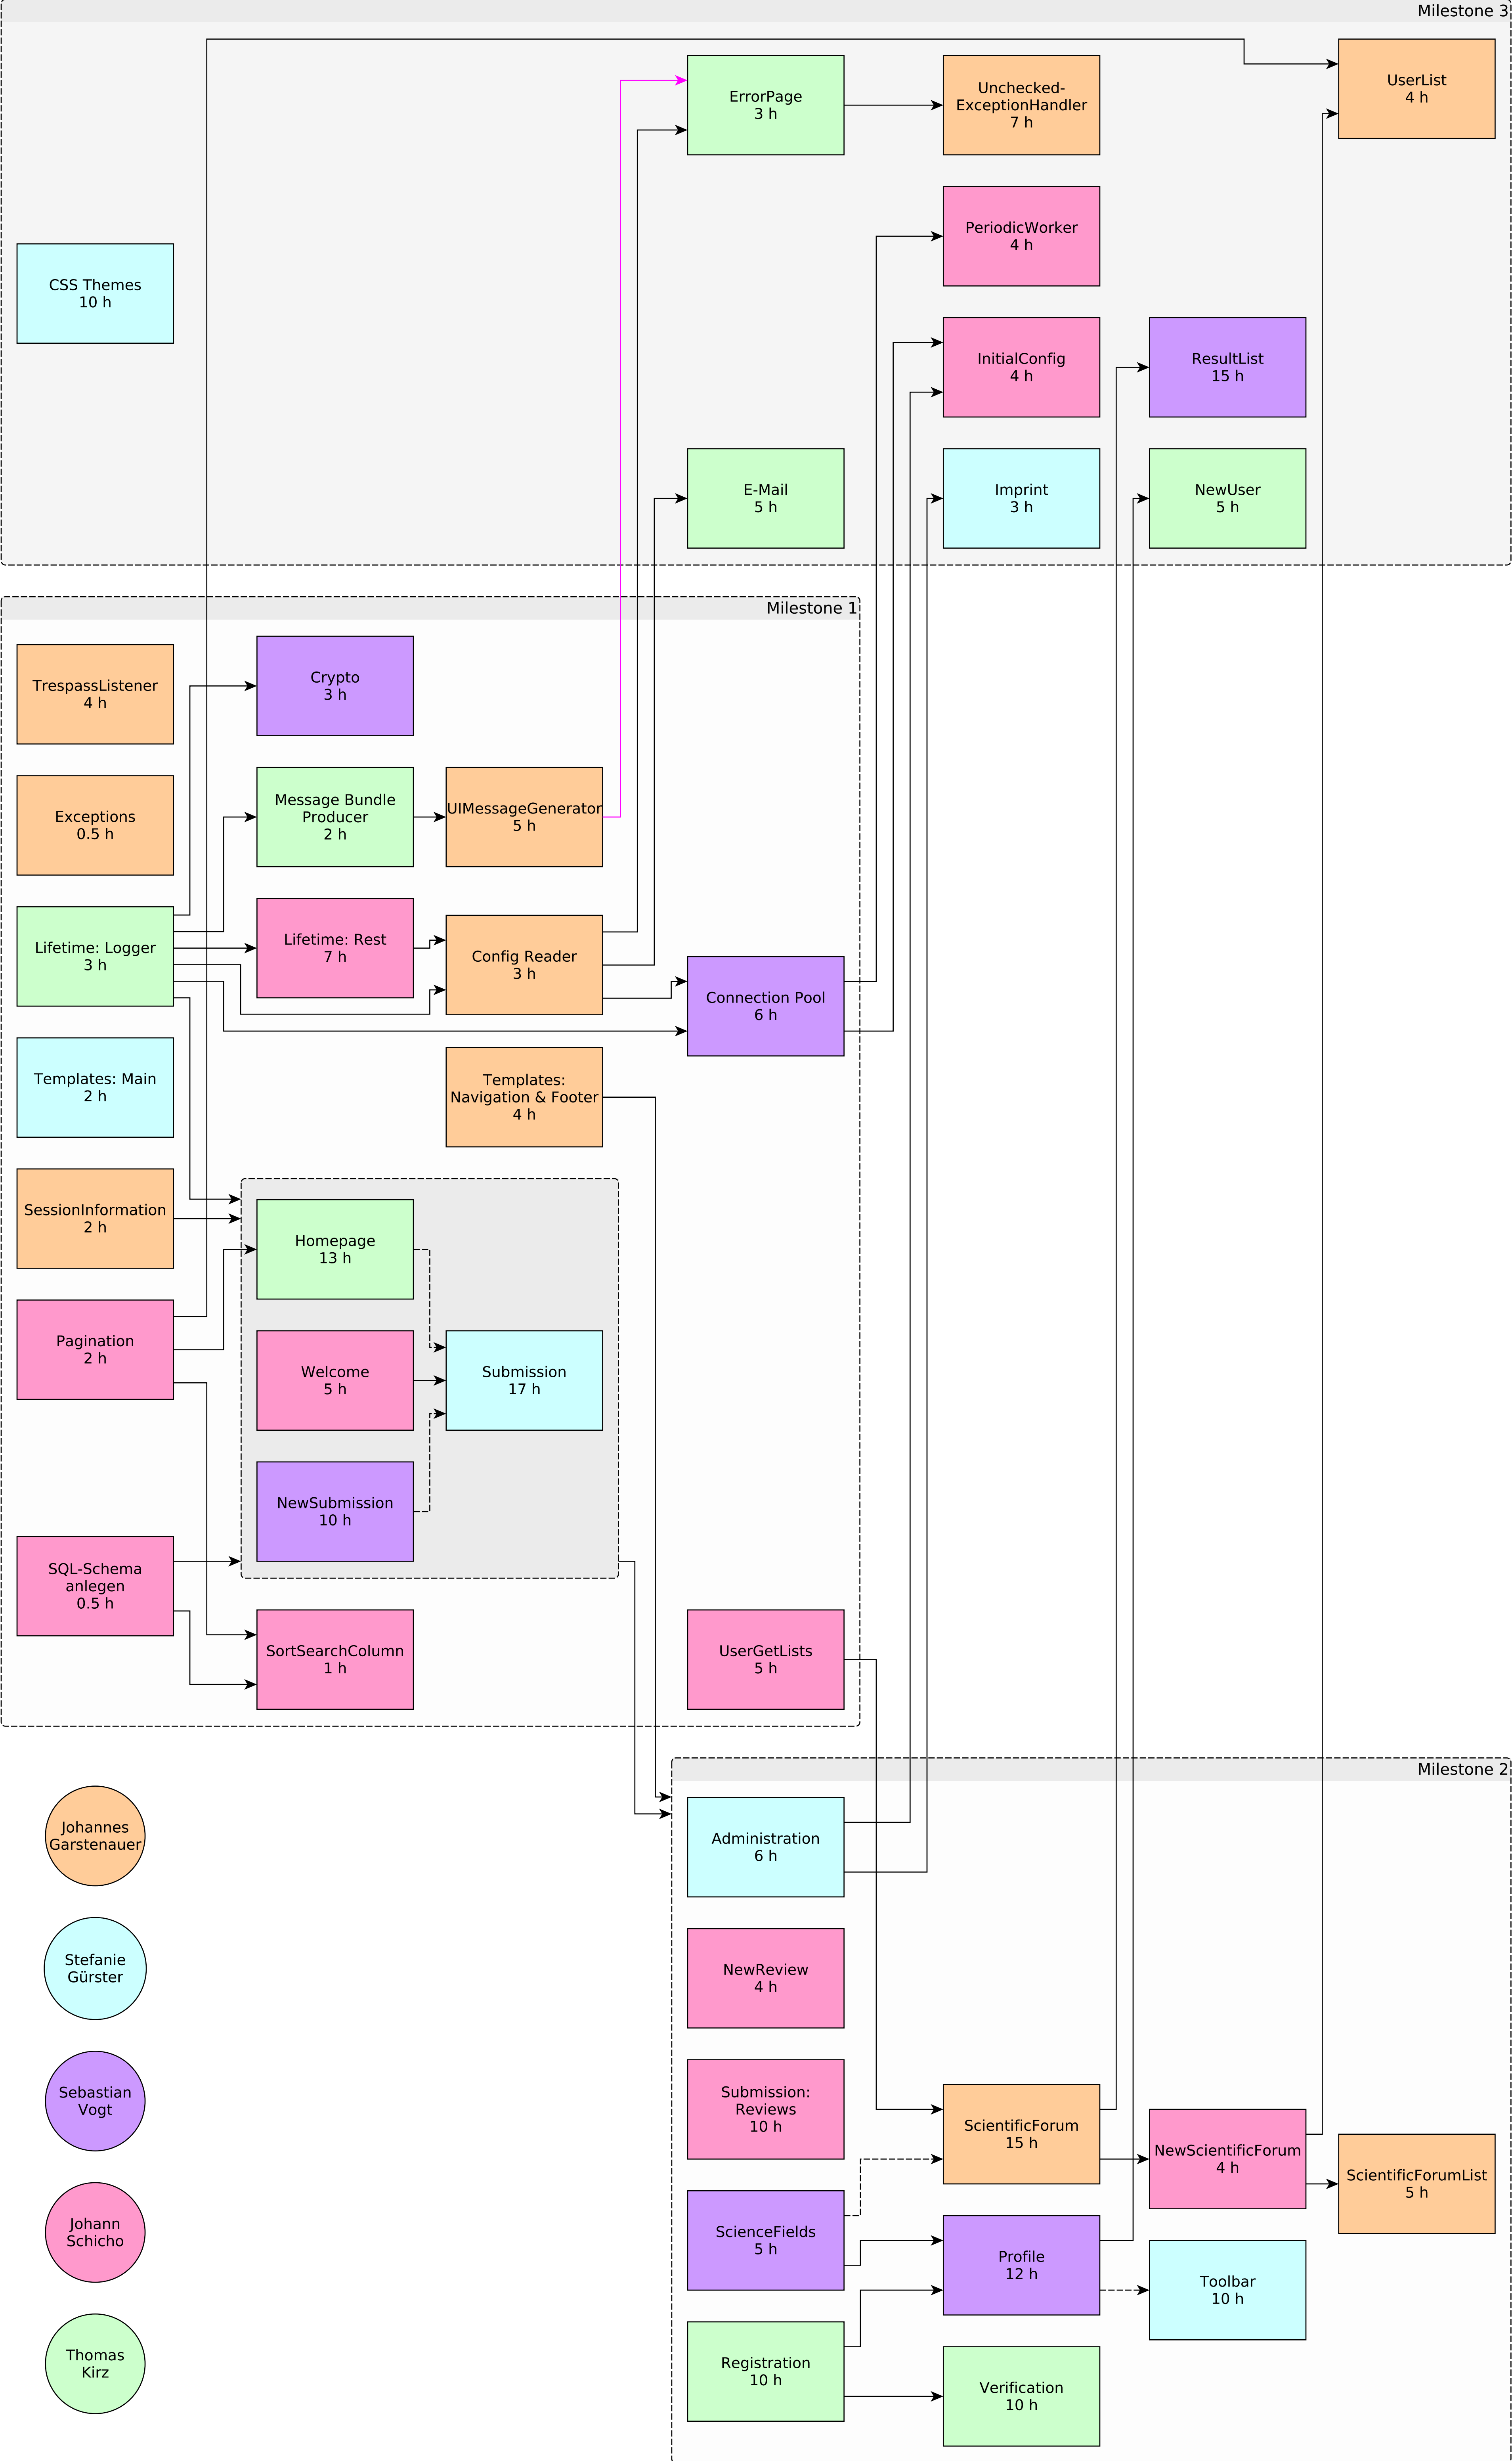 Milestone 3
UserList
4 h
ErrorPage
3 h
Unchecked-
ExceptionHandler
7 h
PeriodicWorker
4 h
CSS Themes
10 h
InitialConfig
4 h
ResultList
15 h
E-Mail
5 h
Imprint
3 h
NewUser
5 h
Milestone 1
TrespassListener
4 h
Crypto
3 h
Exceptions
0.5 h
Message Bundle
Producer
2 h
UIMessageGenerator
5 h
Lifetime: Logger
3 h
Lifetime: Rest
7 h
Config Reader
3 h
Connection Pool
6 h
Templates: Main
2 h
Templates:
Navigation & Footer
4 h
SessionInformation
2 h
Homepage
13 h
Pagination
2 h
Welcome
5 h
Submission
17 h
NewSubmission
10 h
SQL-Schema
anlegen
0.5 h
SortSearchColumn
1 h
UserGetLists
5 h
Milestone 2
Johannes
Garstenauer
Administration
6 h
Stefanie
Gürster
NewReview
4 h
Sebastian
Vogt
Submission:
Reviews
10 h
ScientificForum
15 h
NewScientificForum
4 h
ScientificForumList
5 h
Johann
Schicho
ScienceFields
5 h
Profile
12 h
Toolbar
10 h
Thomas
Kirz
Registration
10 h
Verification
10 h